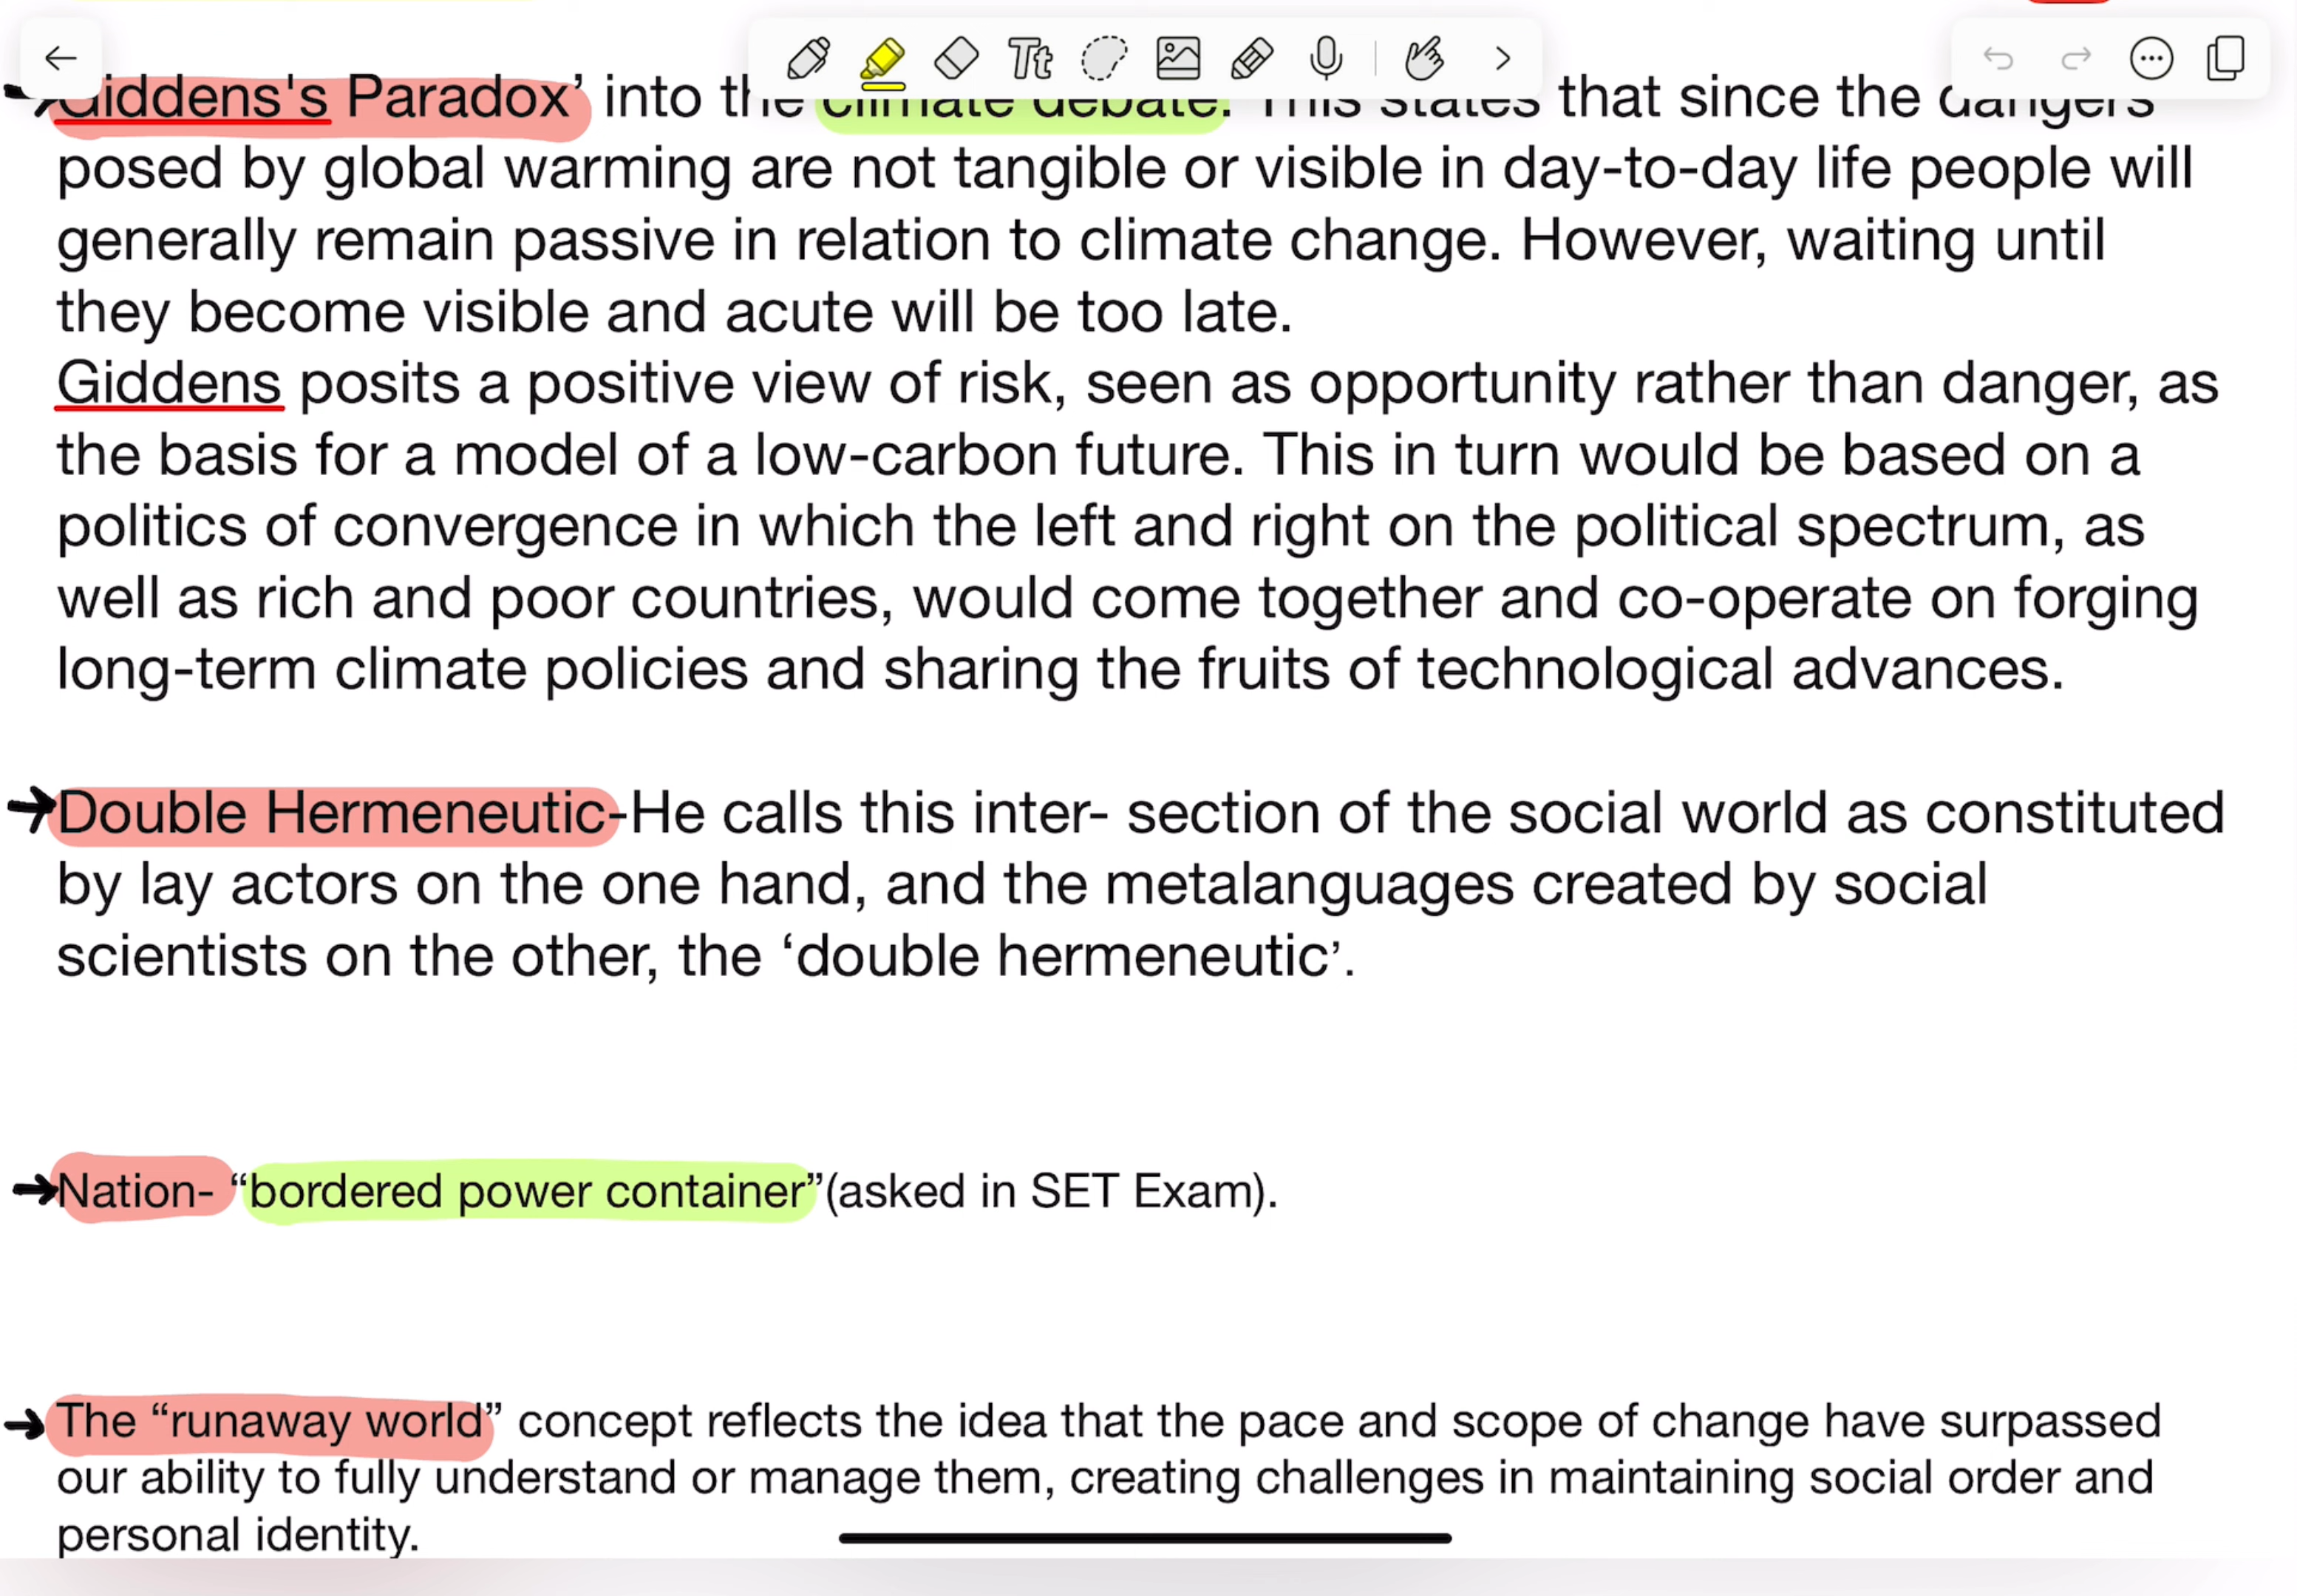 Giddens's Paradox’ into the climate debate. This states that since the dangers
posed by global warming are not tangible or visible in day-to-day life people will
generally remain passive in relation to climate change. However, waiting until
they become visible and acute will be too late.
Giddens posits a positive view of risk, seen as opportunity rather than danger, as
the basis for a model of a low-carbon future. This in turn would be based on a
politics of convergence in which the left and right on the political spectrum, as
well as rich and poor countries, would come together and co-operate on forging
long-term climate policies and sharing the fruits of technological advances.
Double Hermeneutic-He calls this inter- section of the social world as constituted
by lay actors on the one hand, and the metalanguages created by social
scientists on the other, the ‘double hermeneutic’.
Nation- “bordered power container”(asked in SET Exam).
The “runaway world” concept reflects the idea that the pace and scope of change have surpassed
our ability to fully understand or manage them, creating challenges in maintaining social order and
personal identity.